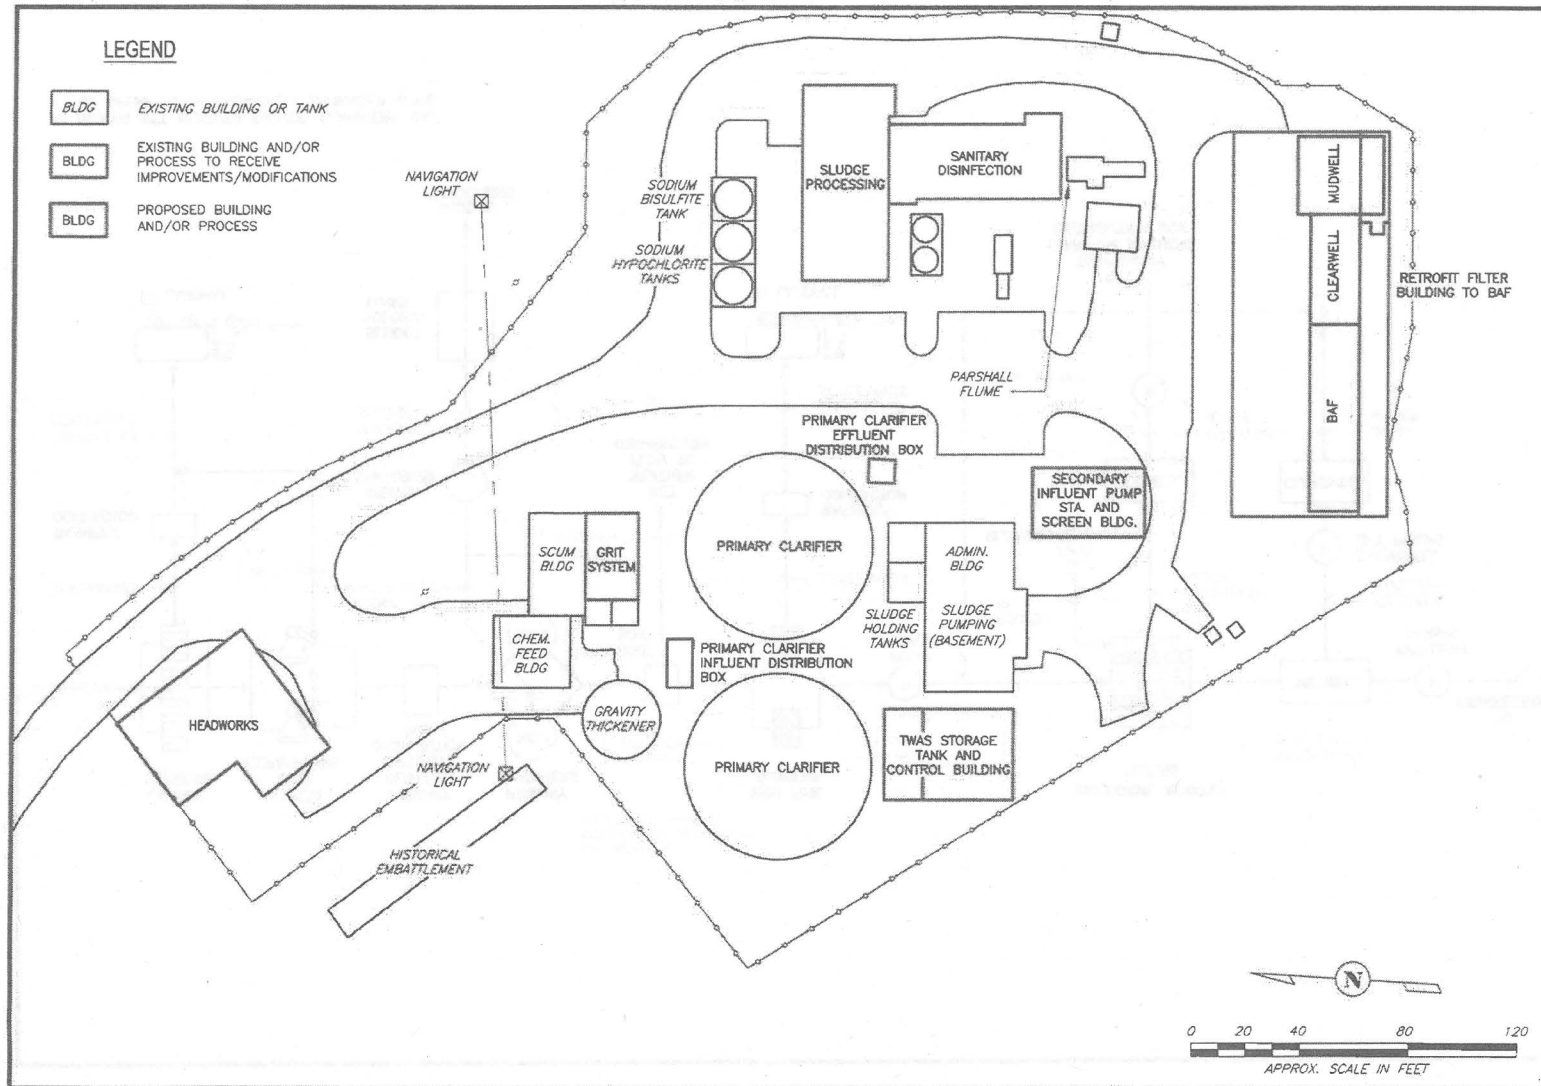 LEGEND
BLDG
EXISTING BUILDING OR TANK
BLDG
EXISTING BUILDING AND/OR
PROCESS TO RECEIVE
IMPROVEMENTS/MODIFICATIONS
BLDG
PROPOSED BUILDING
AND/OR PROCESS
NAVIGATION
LIGHT
SODIUM
BISULFITE
TANK
SODIUM
HYPOCHLORITE
TANKS
SLUDGE
PROCESSING
SANITARY
DISINFECTION
MUDWELL
CLEARWELL
BAF
RETROFIT FILTER
BUILDING TO BAF
PARSHALL
FLUME
PRIMARY CLARIFIER
EFFLUENT
DISTRIBUTION BOX
SECONDARY
INFLUENT PUMP
STA. AND
SCREEN BLDG.
PRIMARY CLARIFIER
SCUM
BLDG
GRIT
SYSTEM
ADMIN.
BLDG
SLUDGE
PUMPING
(BASEMENT)
SLUDGE
HOLDING
TANKS
CHEM.
FEED
BLDG
PRIMARY CLARIFIER
INFLUENT DISTRIBUTION
BOX
HEADWORKS
GRAVITY
THICKENER
NAVIGATION
LIGHT
PRIMARY CLARIFIER
TWAS STORAGE
TANK AND
CONTROL BUILDING
HISTORICAL
EMBATTLEMENT
N
0 20 40 80 120
APPROX. SCALE IN FEET